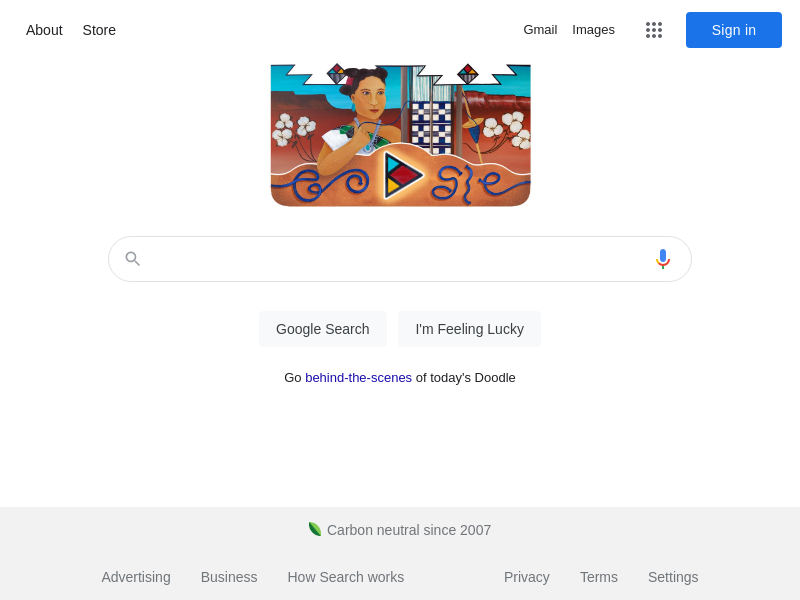 About Store Gmail Images Sign in
Google Search I'm Feeling Lucky
Go behind-the-scenes of today's Doodle
Carbon neutral since 2007
Advertising Business How Search works Privacy Terms Settings